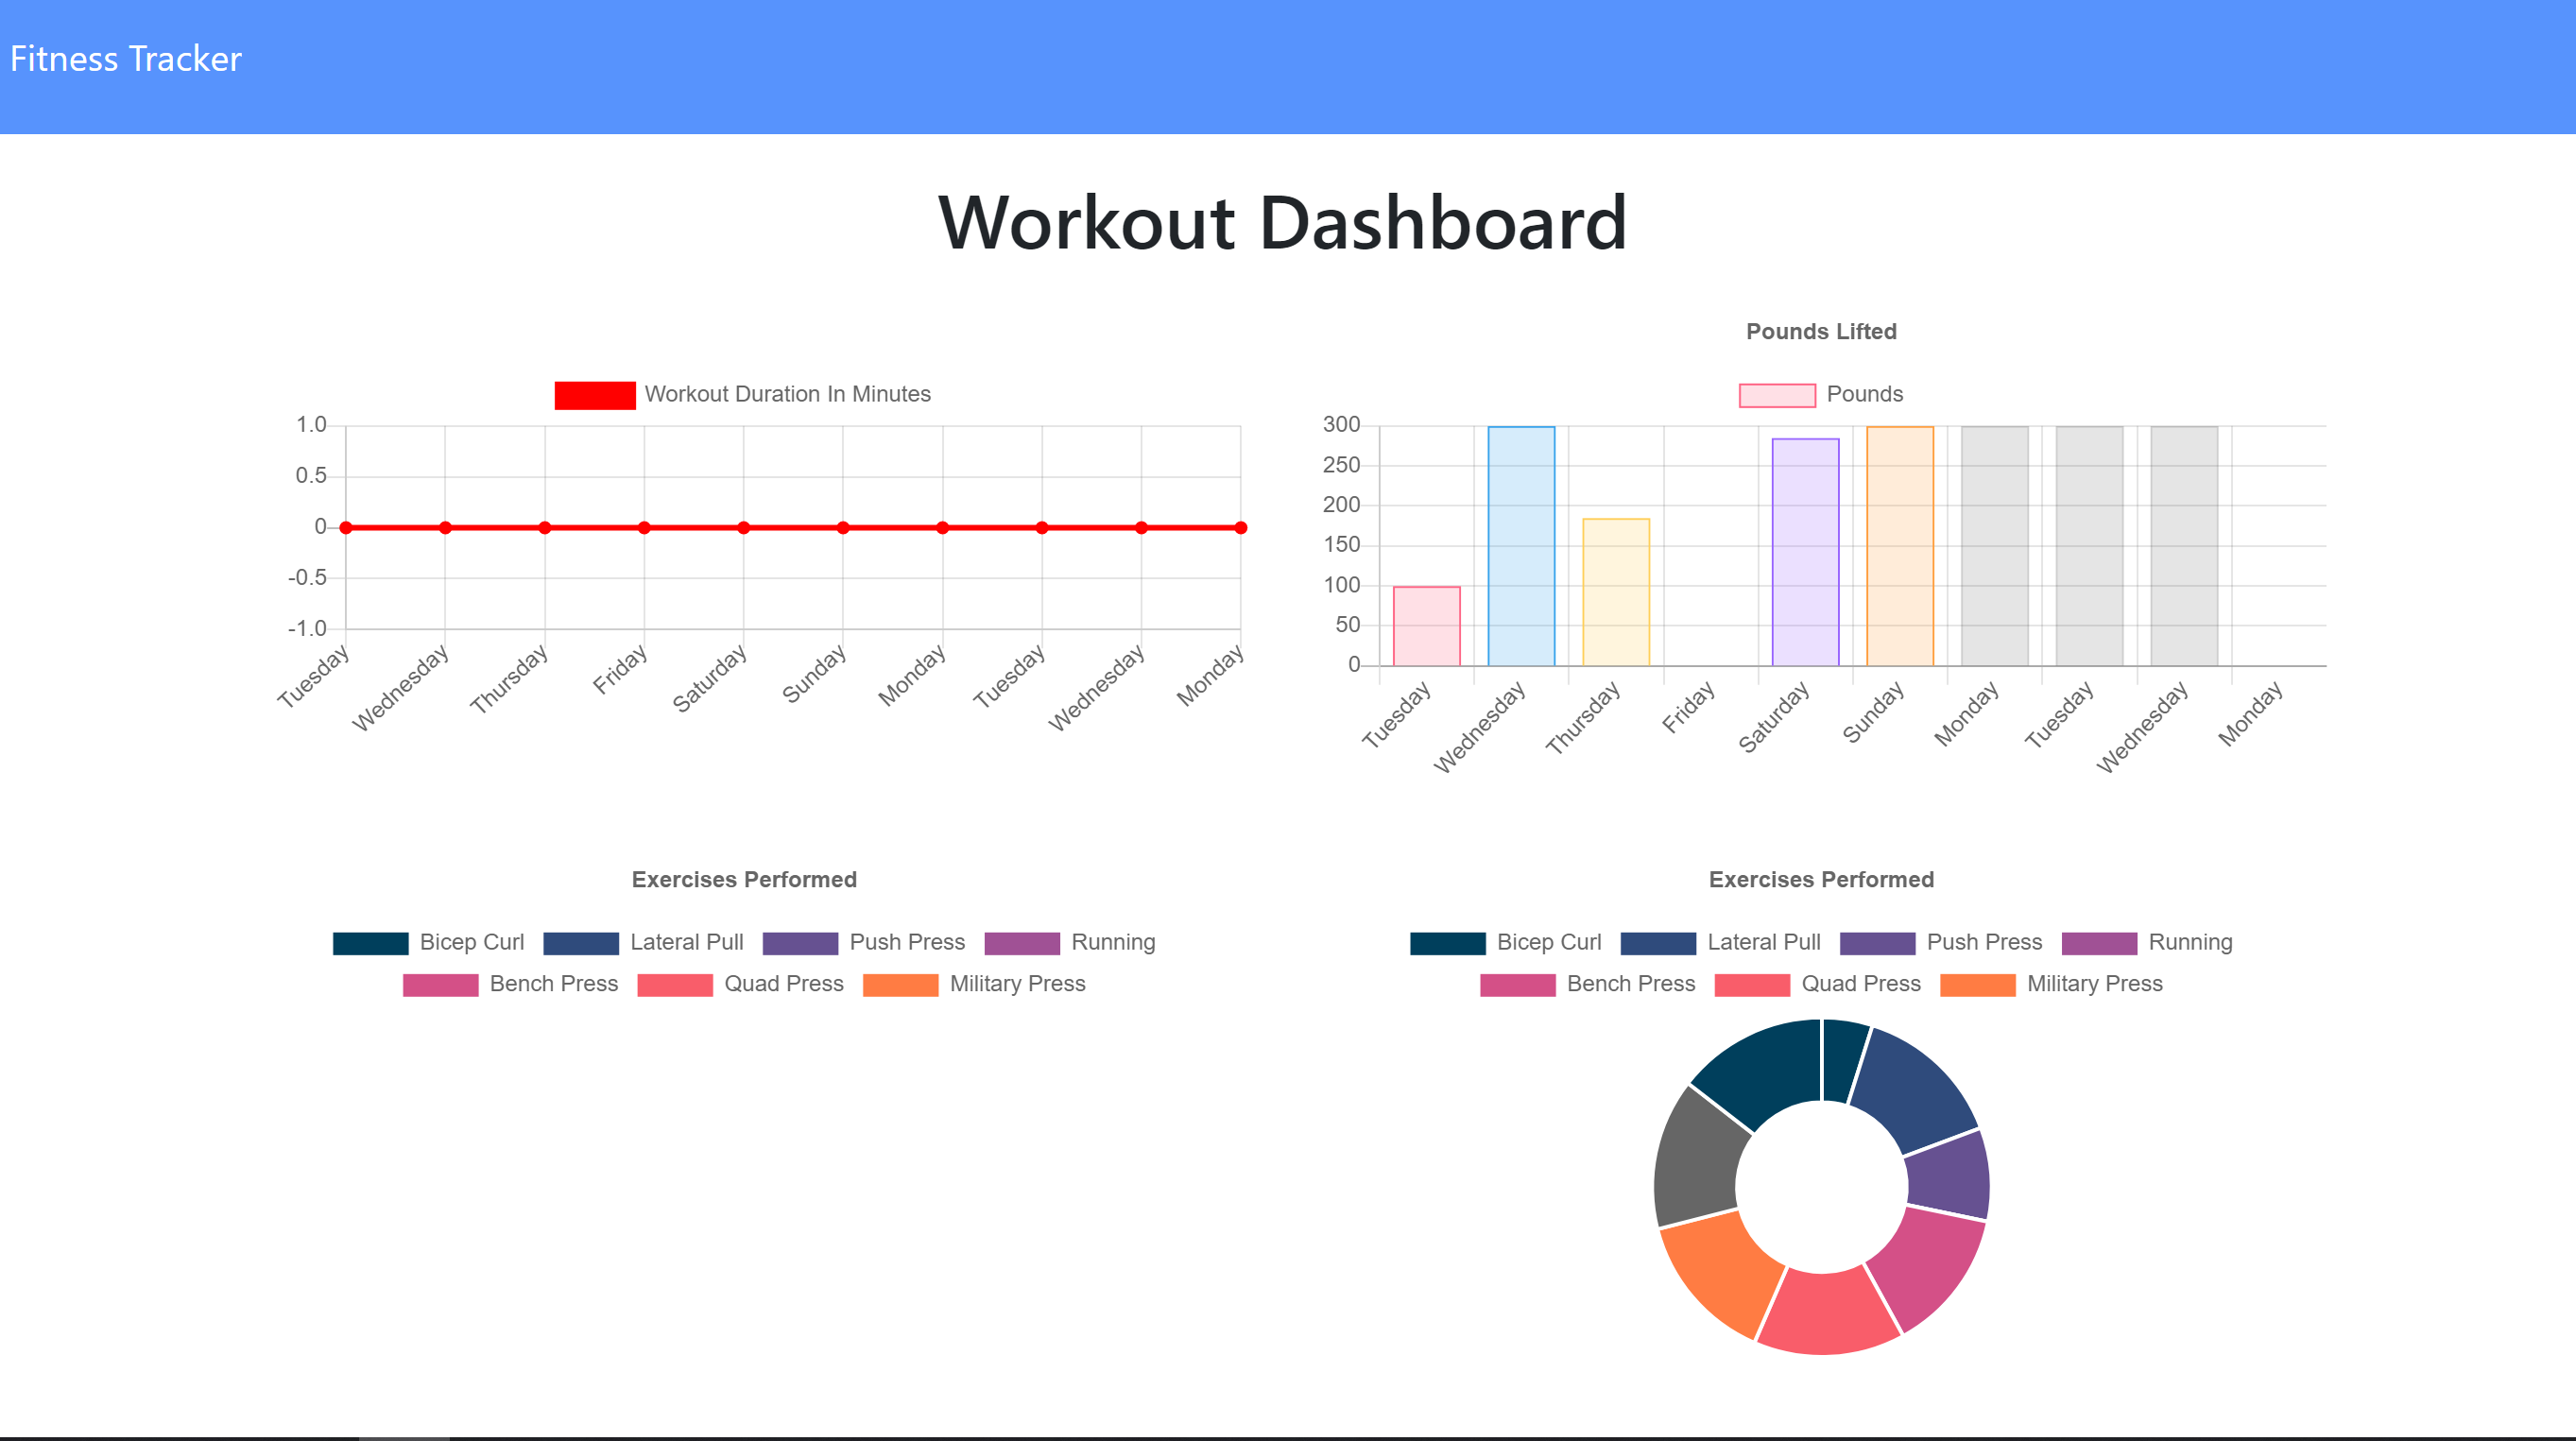 Fitness Tracker
Workout Dashboard
Workout Duration In Minutes
1.0
0.5
0
-0.5
-1.0
Tuesday Wednesday Thursday Friday Saturday Sunday Monday Tuesday Wednesday Monday
Pounds Lifted
Pounds
300
250
200
150
100
50
0
Tuesday Wednesday Thursday Friday Saturday Sunday Monday Tuesday Wednesday Monday
Exercises Performed
Bicep Curl Lateral Pull Push Press Running
Bench Press Quad Press Military Press
Exercises Performed
Bicep Curl Lateral Pull Push Press Running
Bench Press Quad Press Military Press